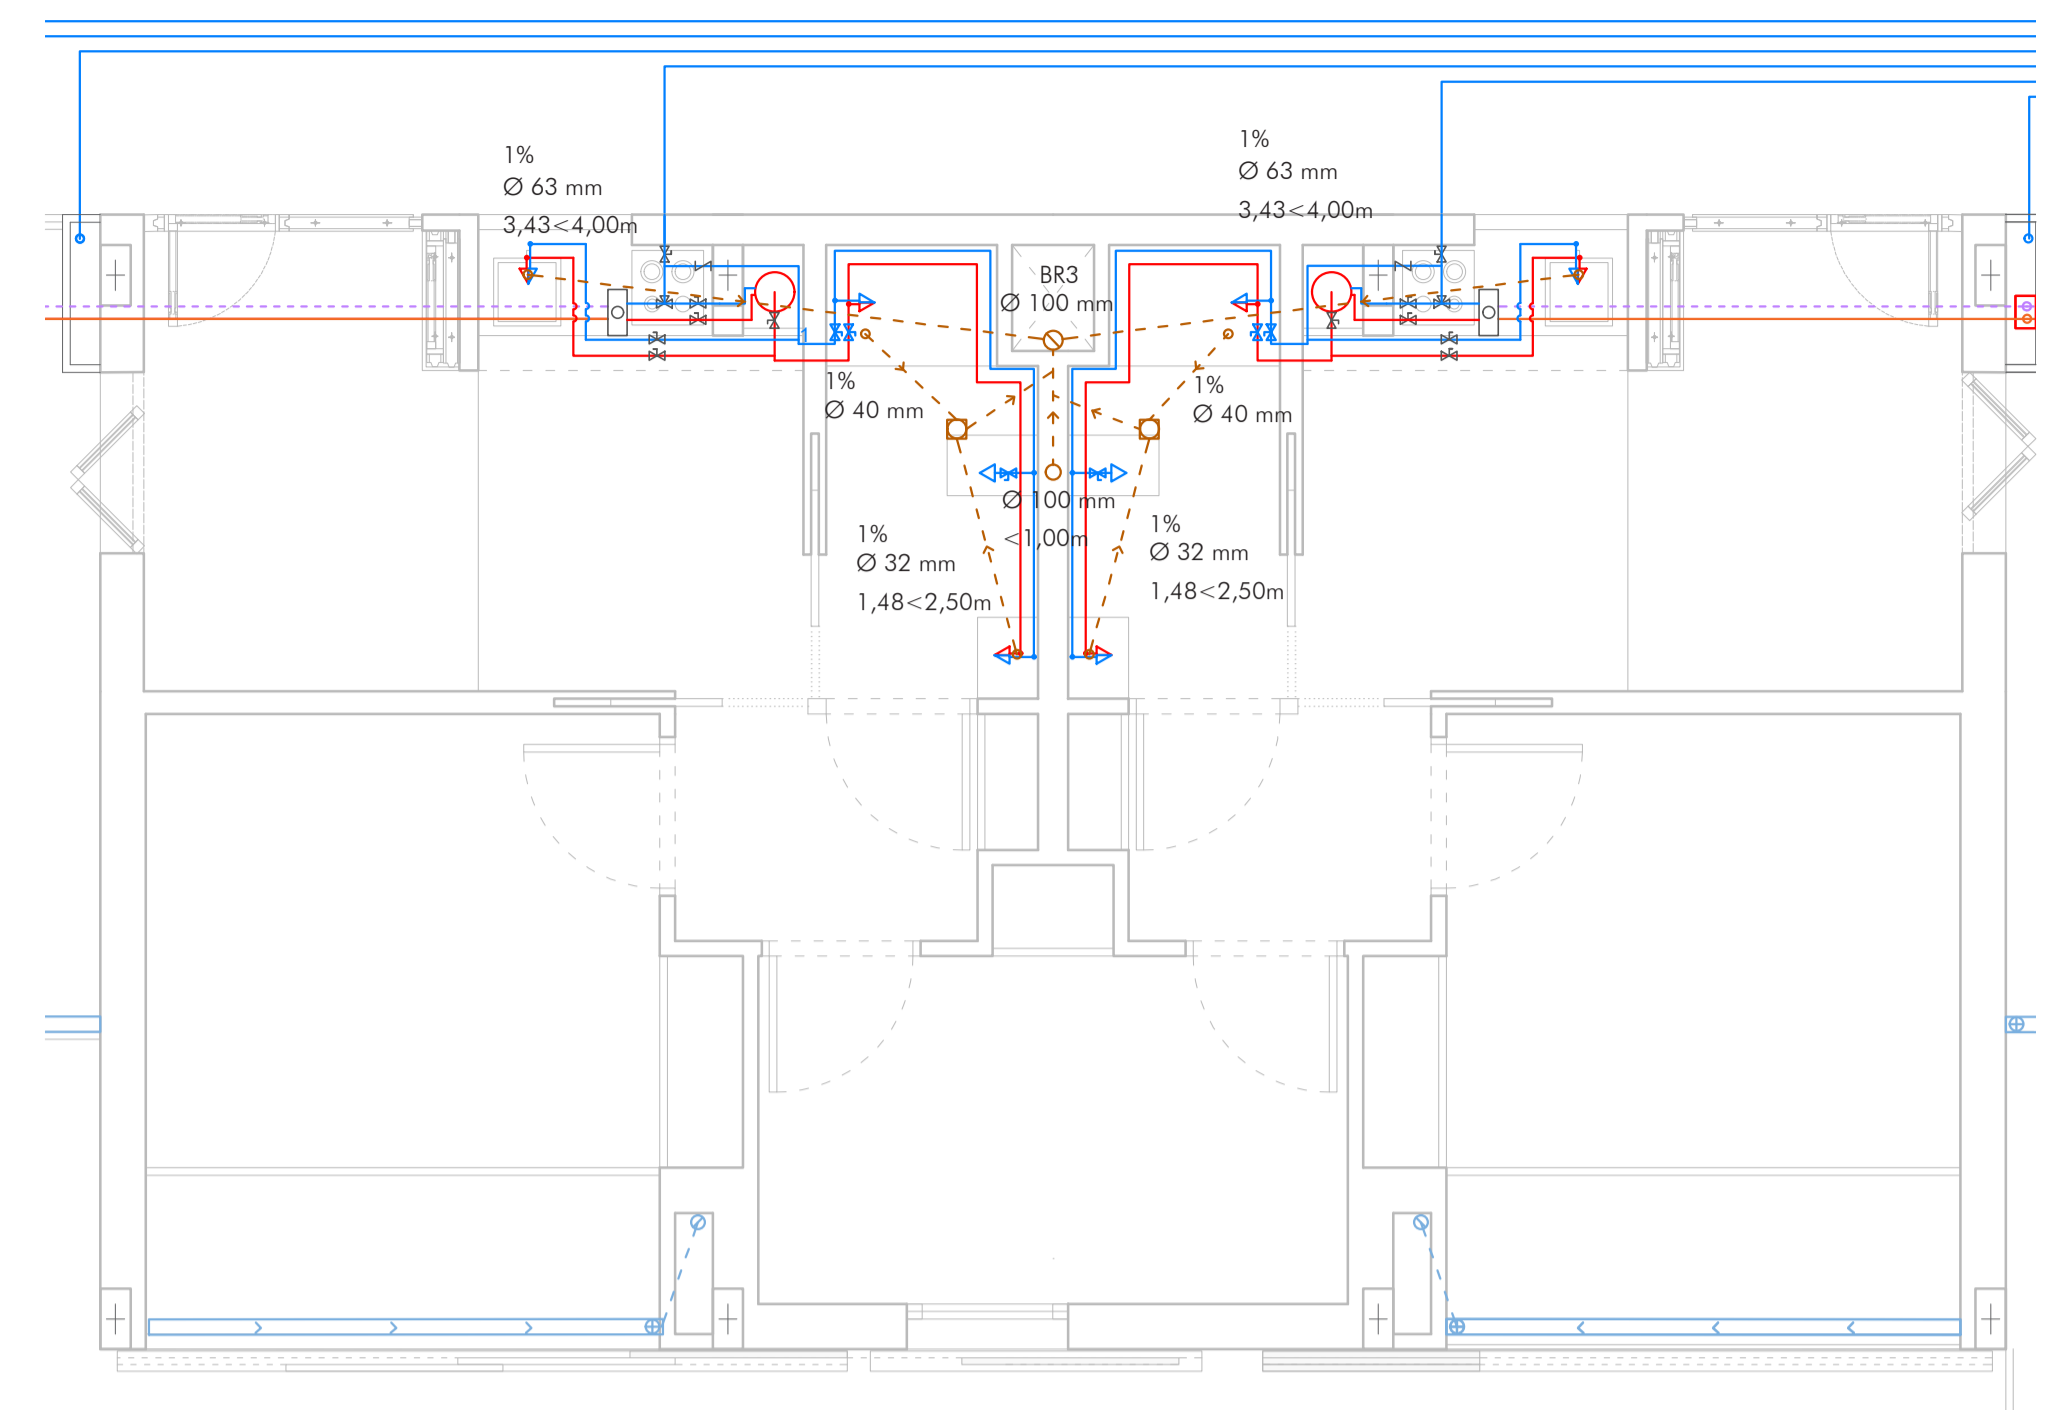 1%
Ø 63 mm
3,43<4,00m
1%
Ø 63 mm
3,43<4,00m
BR3
Ø 100 mm
1
1%
Ø 40 mm
1%
Ø 40 mm
Ø 100 mm
<1,00m
1%
Ø 32 mm
1,48<2,50m
1%
Ø 32 mm
1,48<2,50m